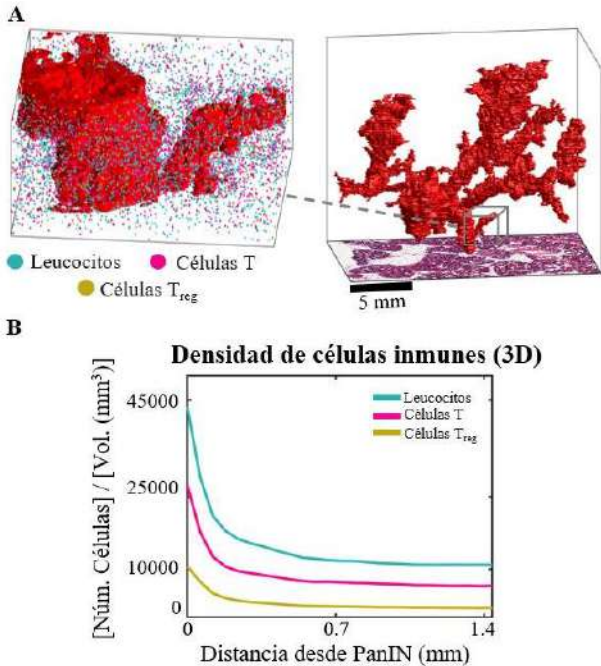 A
Leucocitos
Células T
Células Treg
5 mm
B
Densidad de células inmunes (3D)
[Núm. Células] / [Vol. (mm³)]
45000
25000
10000
0
Leucocitos
Células T
Células Treg
0
0.7
1.4
Distancia desde PanIN (mm)